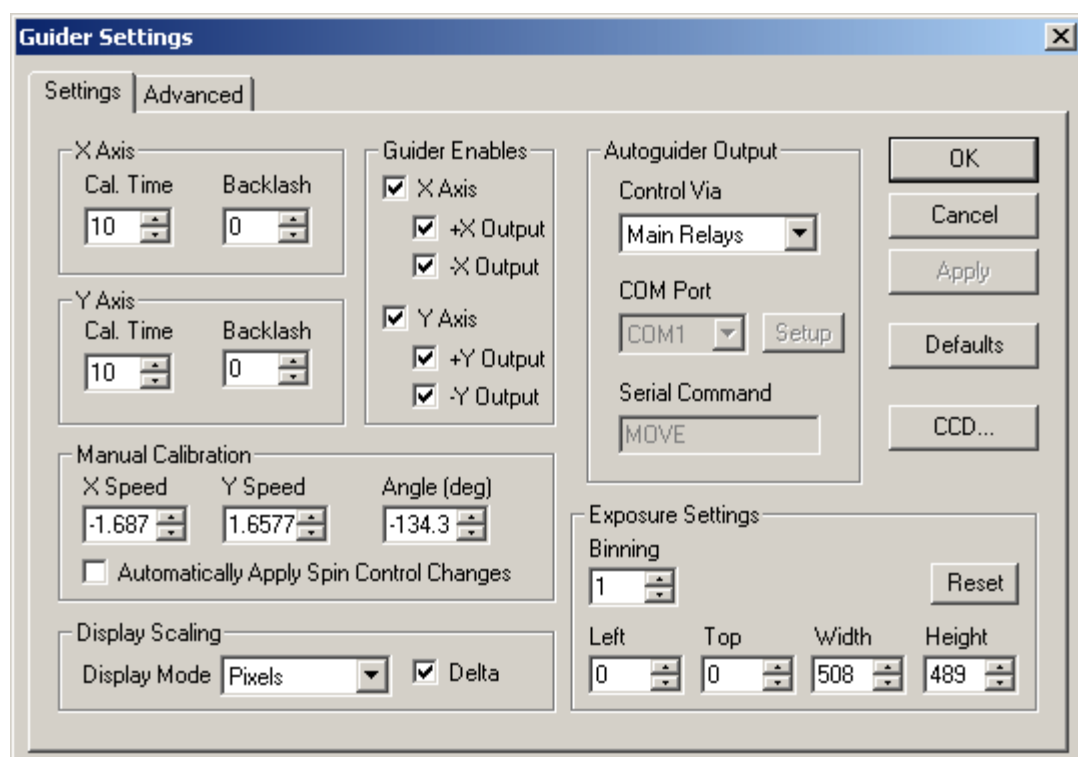 Guider Settings
Settings Advanced
X Axis
Cal. Time Backlash
10 0
Y Axis
Cal. Time Backlash
10 0
Guider Enables
X Axis
+X Output
-X Output
Y Axis
+Y Output
-Y Output
Autoguider Output
Control Via
Main Relays
COM Port
COM1 Setup
Serial Command
MOVE
OK
Cancel
Apply
Defaults
CCD...
Manual Calibration
X Speed Y Speed Angle (deg)
-1.687 1.6577 -134.3
Automatically Apply Spin Control Changes
Display Scaling
Display Mode Pixels Delta
Exposure Settings
Binning
1 Reset
Left Top Width Height
0 0 508 489